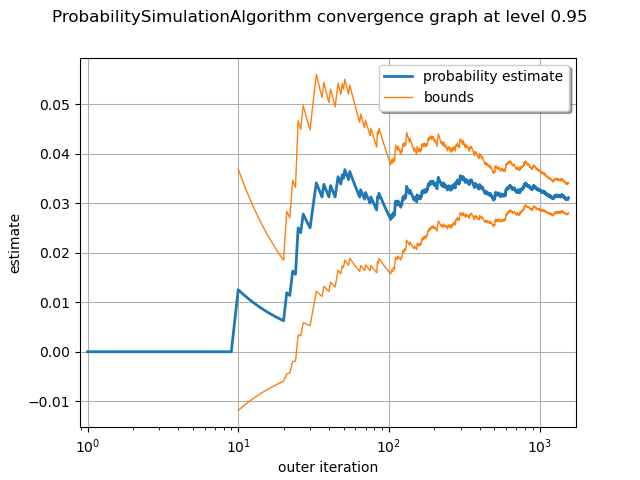 ProbabilitySimulationAlgorithm convergence graph at level 0.95
probability estimate
bounds
estimate
0.05
0.04
0.03
0.02
0.01
0.00
−0.01
10⁰
10¹
10²
10³
outer iteration